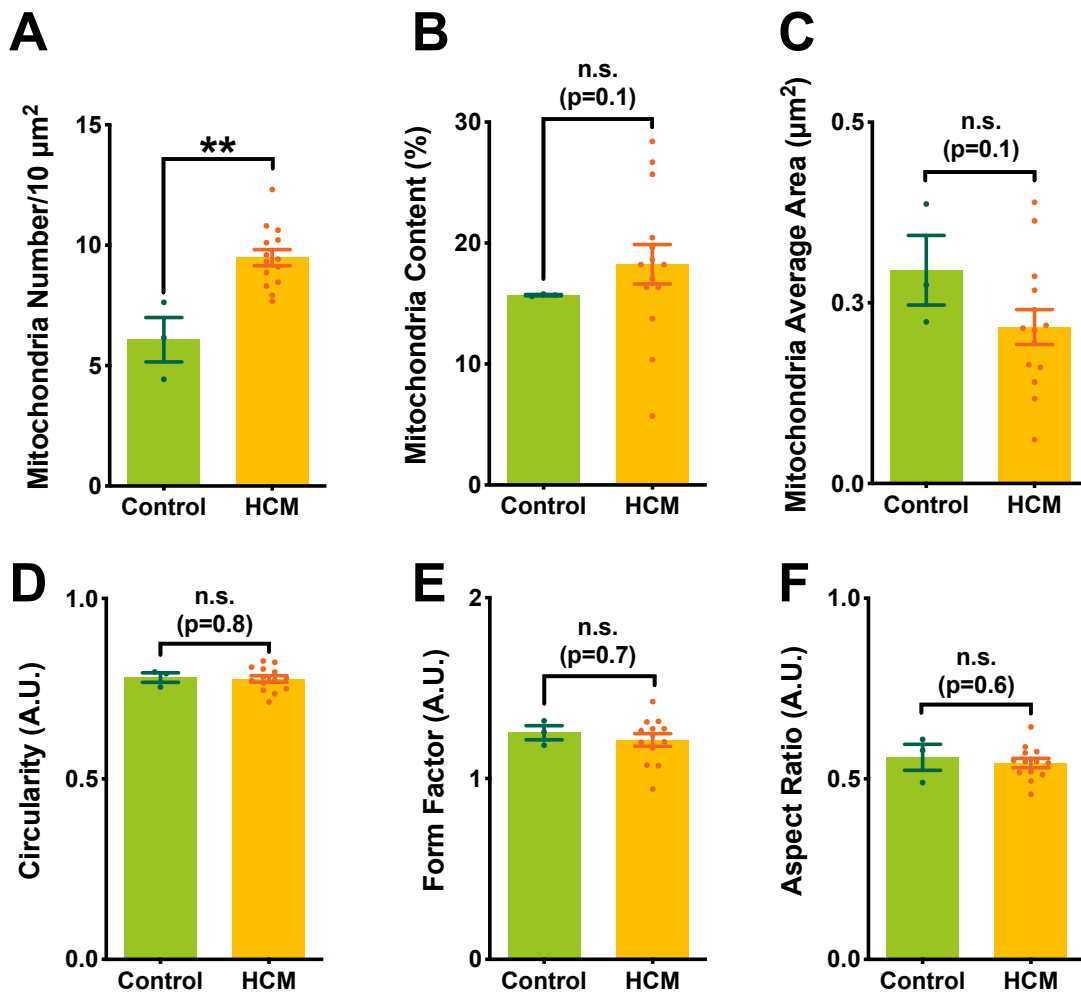 A
Mitochondria Number/10 µm²
15
10
5
0
**
Control
HCM
B
Mitochondria Content (%)
n.s.
(p=0.1)
30
20
10
0
Control
HCM
C
Mitochondria Average Area (µm²)
n.s.
(p=0.1)
0.5
0.3
0.0
Control
HCM
D
Circularity (A.U.)
n.s.
(p=0.8)
1.0
0.5
0.0
Control
HCM
E
Form Factor (A.U.)
n.s.
(p=0.7)
2
1
0
Control
HCM
F
Aspect Ratio (A.U.)
n.s.
(p=0.6)
1.0
0.5
0.0
Control
HCM